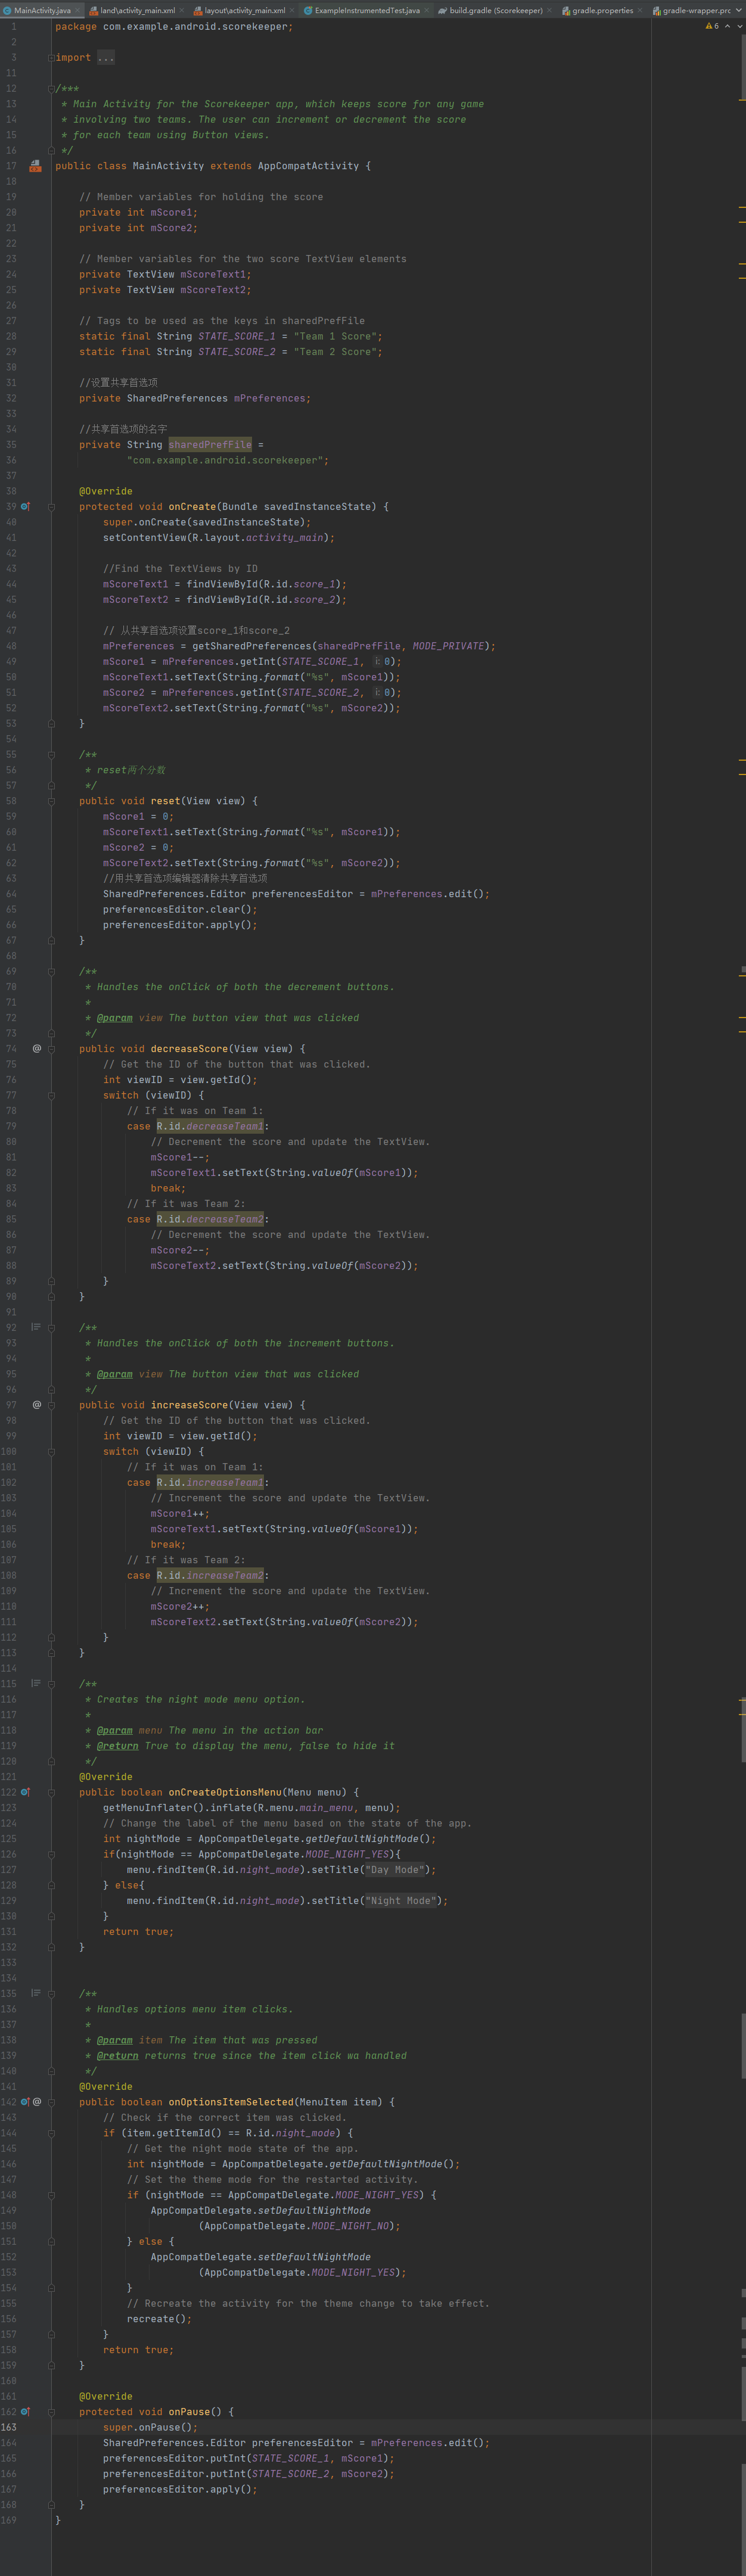 MainActivity.java × land\activity_main.xml × layout\activity_main.xml × ExampleInstrumentedTest.java × build.gradle (Scorekeeper) × gradle.properties × gradle-wrapper.prc
6
1 package com.example.android.scorekeeper;
2
3 import ...
11
12 /***
13 * Main Activity for the Scorekeeper app, which keeps score for any game
14 * involving two teams. The user can increment or decrement the score
15 * for each team using Button views.
16 */
17 public class MainActivity extends AppCompatActivity {
18
19 // Member variables for holding the score
20 private int mScore1;
21 private int mScore2;
22
23 // Member variables for the two score TextView elements
24 private TextView mScoreText1;
25 private TextView mScoreText2;
26
27 // Tags to be used as the keys in sharedPrefFile
28 static final String STATE_SCORE_1 = "Team 1 Score";
29 static final String STATE_SCORE_2 = "Team 2 Score";
30
31 //设置共享首选项
32 private SharedPreferences mPreferences;
33
34 //共享首选项的名字
35 private String sharedPrefFile =
36 "com.example.android.scorekeeper";
37
38 @Override
39 protected void onCreate(Bundle savedInstanceState) {
40 super.onCreate(savedInstanceState);
41 setContentView(R.layout.activity_main);
42
43 //Find the TextViews by ID
44 mScoreText1 = findViewById(R.id.score_1);
45 mScoreText2 = findViewById(R.id.score_2);
46
47 // 从共享首选项设置score_1和score_2
48 mPreferences = getSharedPreferences(sharedPrefFile, MODE_PRIVATE);
49 mScore1 = mPreferences.getInt(STATE_SCORE_1, i: 0);
50 mScoreText1.setText(String.format("%s", mScore1));
51 mScore2 = mPreferences.getInt(STATE_SCORE_2, i: 0);
52 mScoreText2.setText(String.format("%s", mScore2));
53 }
54
55 /**
56 * reset两个分数
57 */
58 public void reset(View view) {
59 mScore1 = 0;
60 mScoreText1.setText(String.format("%s", mScore1));
61 mScore2 = 0;
62 mScoreText2.setText(String.format("%s", mScore2));
63 //用共享首选项编辑器清除共享首选项
64 SharedPreferences.Editor preferencesEditor = mPreferences.edit();
65 preferencesEditor.clear();
66 preferencesEditor.apply();
67 }
68
69 /**
70 * Handles the onClick of both the decrement buttons.
71 *
72 * @param view The button view that was clicked
73 */
74 @ public void decreaseScore(View view) {
75 // Get the ID of the button that was clicked.
76 int viewID = view.getId();
77 switch (viewID) {
78 // If it was on Team 1:
79 case R.id.decreaseTeam1:
80 // Decrement the score and update the TextView.
81 mScore1--;
82 mScoreText1.setText(String.valueOf(mScore1));
83 break;
84 // If it was Team 2:
85 case R.id.decreaseTeam2:
86 // Decrement the score and update the TextView.
87 mScore2--;
88 mScoreText2.setText(String.valueOf(mScore2));
89 }
90 }
91
92 /**
93 * Handles the onClick of both the increment buttons.
94 *
95 * @param view The button view that was clicked
96 */
97 @ public void increaseScore(View view) {
98 // Get the ID of the button that was clicked.
99 int viewID = view.getId();
100 switch (viewID) {
101 // If it was on Team 1:
102 case R.id.increaseTeam1:
103 // Increment the score and update the TextView.
104 mScore1++;
105 mScoreText1.setText(String.valueOf(mScore1));
106 break;
107 // If it was Team 2:
108 case R.id.increaseTeam2:
109 // Increment the score and update the TextView.
110 mScore2++;
111 mScoreText2.setText(String.valueOf(mScore2));
112 }
113 }
114
115 /**
116 * Creates the night mode menu option.
117 *
118 * @param menu The menu in the action bar
119 * @return True to display the menu, false to hide it
120 */
121 @Override
122 public boolean onCreateOptionsMenu(Menu menu) {
123 getMenuInflater().inflate(R.menu.main_menu, menu);
124 // Change the label of the menu based on the state of the app.
125 int nightMode = AppCompatDelegate.getDefaultNightMode();
126 if(nightMode == AppCompatDelegate.MODE_NIGHT_YES){
127 menu.findItem(R.id.night_mode).setTitle("Day Mode");
128 } else{
129 menu.findItem(R.id.night_mode).setTitle("Night Mode");
130 }
131 return true;
132 }
133
134
135 /**
136 * Handles options menu item clicks.
137 *
138 * @param item The item that was pressed
139 * @return returns true since the item click wa handled
140 */
141 @Override
142 @ public boolean onOptionsItemSelected(MenuItem item) {
143 // Check if the correct item was clicked.
144 if (item.getItemId() == R.id.night_mode) {
145 // Get the night mode state of the app.
146 int nightMode = AppCompatDelegate.getDefaultNightMode();
147 // Set the theme mode for the restarted activity.
148 if (nightMode == AppCompatDelegate.MODE_NIGHT_YES) {
149 AppCompatDelegate.setDefaultNightMode
150 (AppCompatDelegate.MODE_NIGHT_NO);
151 } else {
152 AppCompatDelegate.setDefaultNightMode
153 (AppCompatDelegate.MODE_NIGHT_YES);
154 }
155 // Recreate the activity for the theme change to take effect.
156 recreate();
157 }
158 return true;
159 }
160
161 @Override
162 protected void onPause() {
163 super.onPause();
164 SharedPreferences.Editor preferencesEditor = mPreferences.edit();
165 preferencesEditor.putInt(STATE_SCORE_1, mScore1);
166 preferencesEditor.putInt(STATE_SCORE_2, mScore2);
167 preferencesEditor.apply();
168 }
169 }